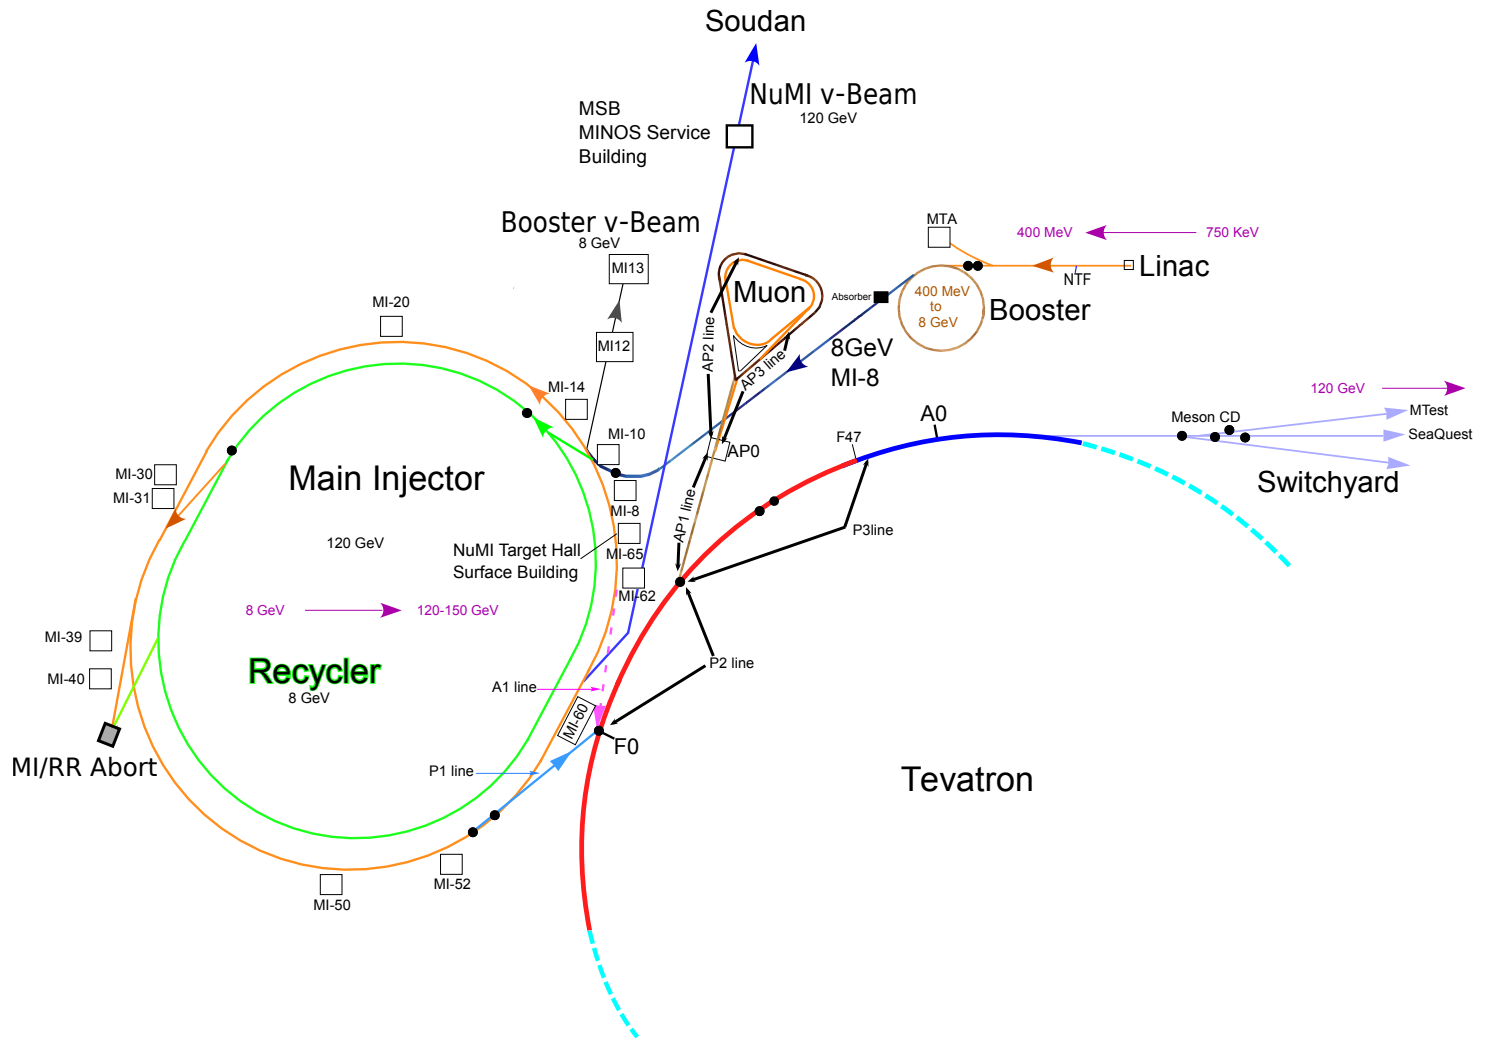 Soudan
NuMI v-Beam
120 GeV
MSB
MINOS Service
Building
Booster v-Beam
8 GeV
MI13
MI12
MTA
400 MeV
750 KeV
Linac
NTF
Muon
Absorber
400 MeV
to
8 GeV
Booster
8GeV
MI-8
AP2 line
AP3 line
AP0
AP1 line
MI-20
MI-14
MI-10
MI-8
MI-30
MI-31
Main Injector
120 GeV
NuMI Target Hall
Surface Building
MI-65
MI-62
8 GeV
120-150 GeV
MI-39
MI-40
Recycler
8 GeV
A1 line
MI-60
F0
P1 line
MI/RR Abort
MI-52
MI-50
P2 line
P3line
F47
A0
120 GeV
Meson CD
MTest
SeaQuest
Switchyard
Tevatron